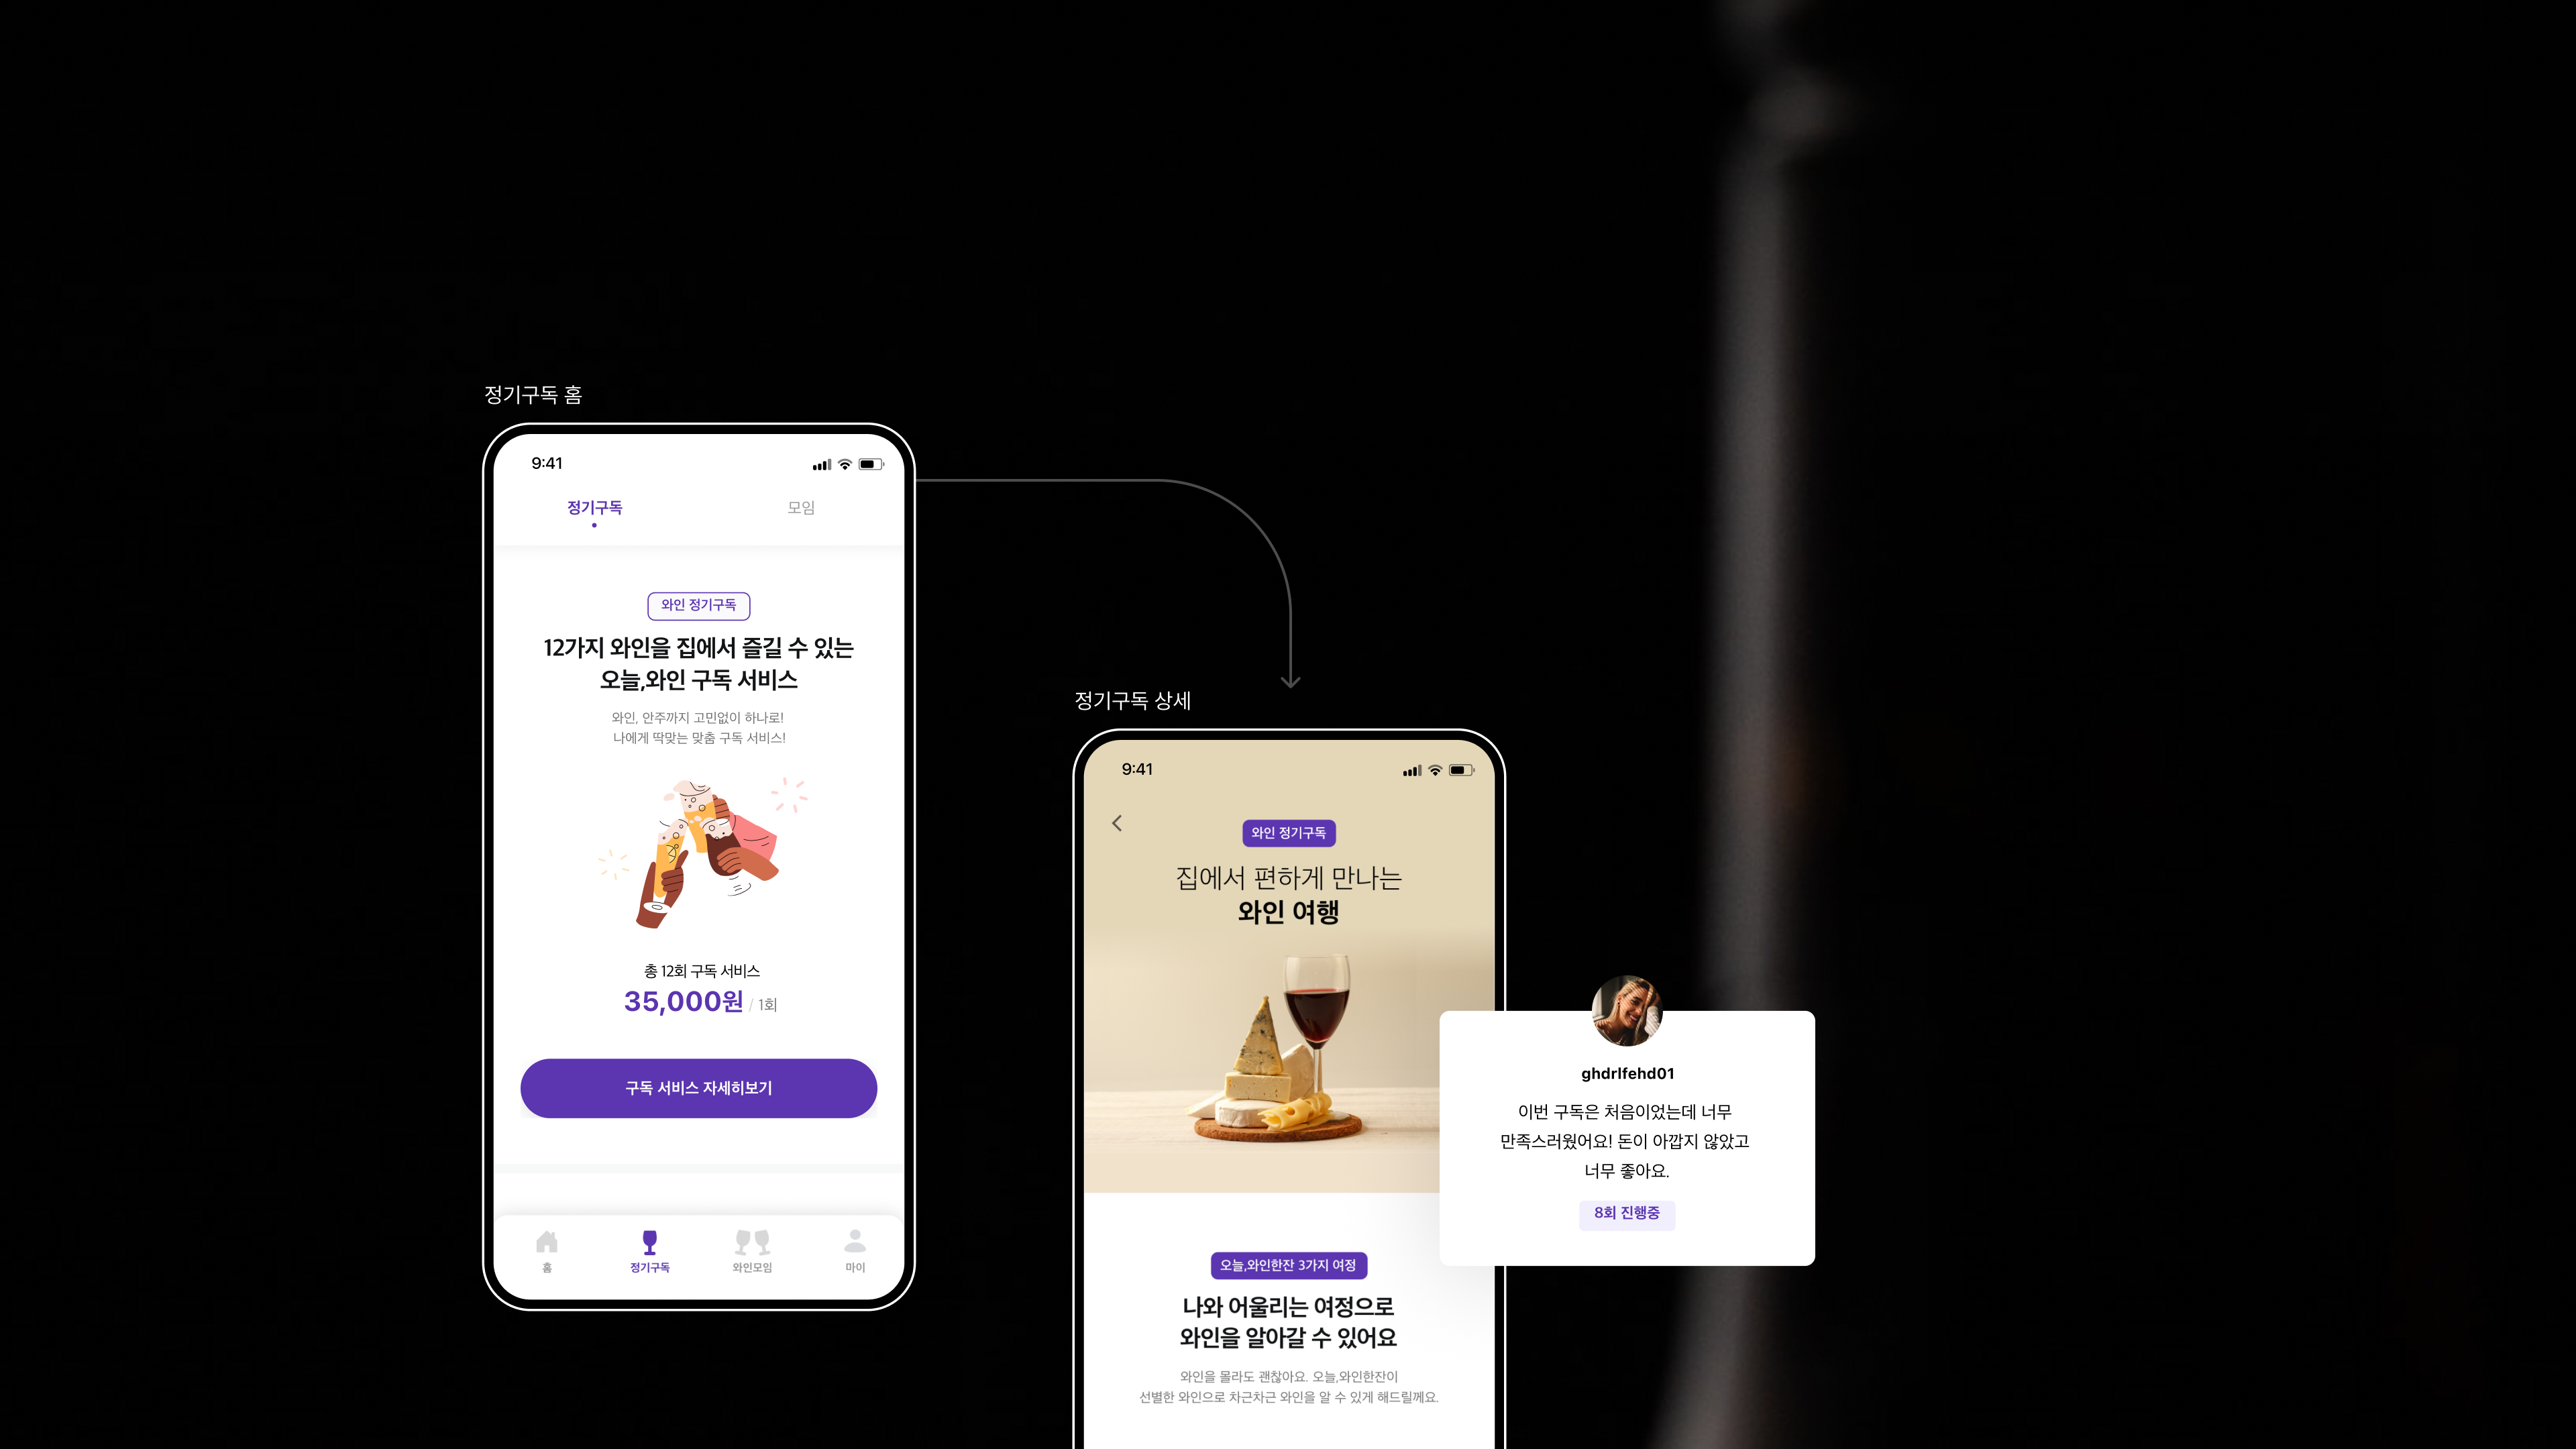 정기구독 홈
9:41
정기구독
모임
와인 정기구독
12가지 와인을 집에서 즐길 수 있는
오늘,와인 구독 서비스
와인, 안주까지 고민없이 하나로!
나에게 딱맞는 맞춤 구독 서비스!
총 12회 구독 서비스
35,000원 / 1회
구독 서비스 자세히보기
홈
정기구독
와인모임
마이
정기구독 상세
9:41
와인 정기구독
집에서 편하게 만나는
와인 여행
오늘,와인한잔 3가지 여정
나와 어울리는 여정으로
와인을 알아갈 수 있어요
와인을 몰라도 괜찮아요. 오늘,와인한잔이
선별한 와인으로 차근차근 와인을 알 수 있게 해드릴께요.
ghdrlfehd01
이번 구독은 처음이었는데 너무
만족스러웠어요! 돈이 아깝지 않았고
너무 좋아요.
8회 진행중